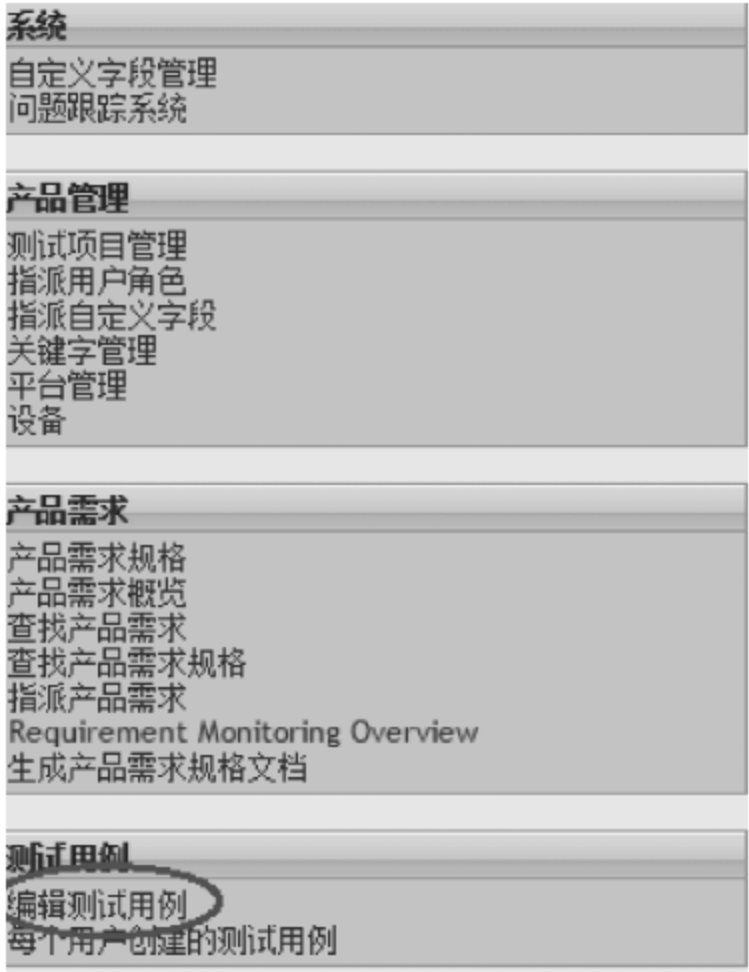 系统
自定义字段管理
问题跟踪系统
产品管理
测试项目管理
指派用户角色
指派自定义字段
关键字管理
平台管理
设备
产品需求
产品需求规格
产品需求概览
查找产品需求
查找产品需求规格
指派产品需求
Requirement Monitoring Overview
生成产品需求规格文档
测试用例
编辑测试用例
每个用户创建的测试用例